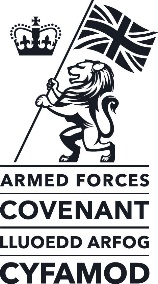 ARMED FORCES
COVENANT
LLUOEDD ARFOG
CYFAMOD